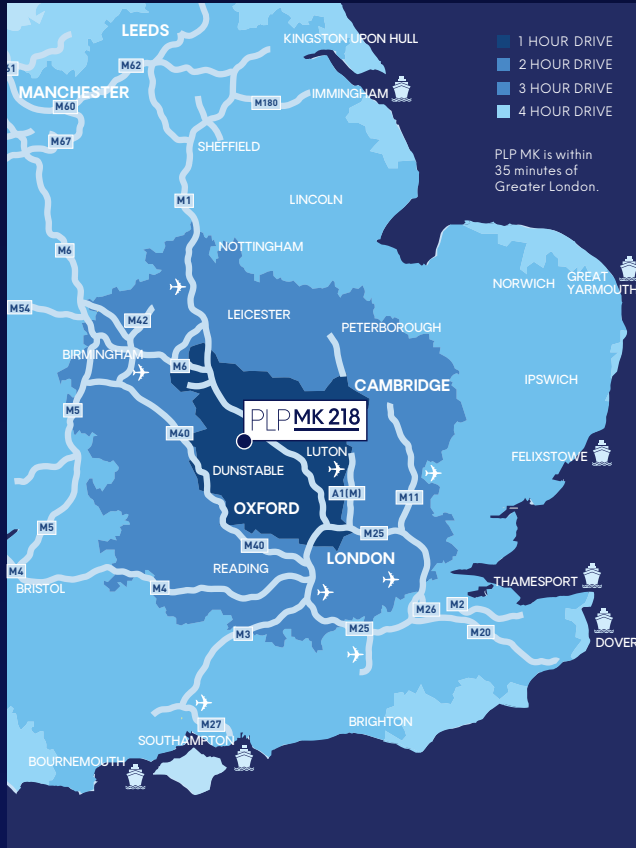 LEEDS
KINGSTON UPON HULL
1 HOUR DRIVE
2 HOUR DRIVE
3 HOUR DRIVE
4 HOUR DRIVE
61
M62
MANCHESTER
M60
M180
IMMINGHAM
M67
SHEFFIELD
PLP MK is within
35 minutes of
Greater London.
M1
LINCOLN
M6
NOTTINGHAM
NORWICH
GREAT
YARMOUTH
M54
M42
LEICESTER
PETERBOROUGH
BIRMINGHAM
M6
CAMBRIDGE
IPSWICH
M5
PLP MK 218
M40
LUTON
FELIXSTOWE
DUNSTABLE
A1(M)
M11
OXFORD
M5
M25
M40
LONDON
M4
READING
BRISTOL
M4
THAMESPORT
M26
M2
M3
M25
M20
DOVER
M27
BRIGHTON
SOUTHAMPTON
BOURNEMOUTH